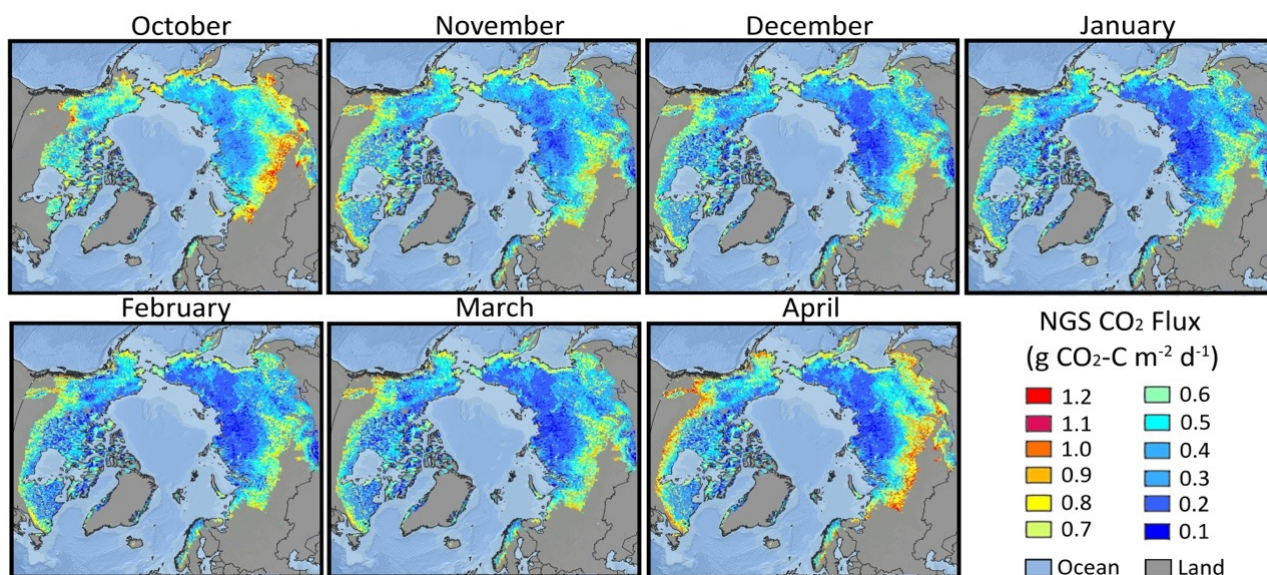 October
November
December
January
February
March
April
NGS CO₂ Flux
(g CO₂-C m⁻² d⁻¹)
1.2
1.1
1.0
0.9
0.8
0.7
0.6
0.5
0.4
0.3
0.2
0.1
Ocean
Land